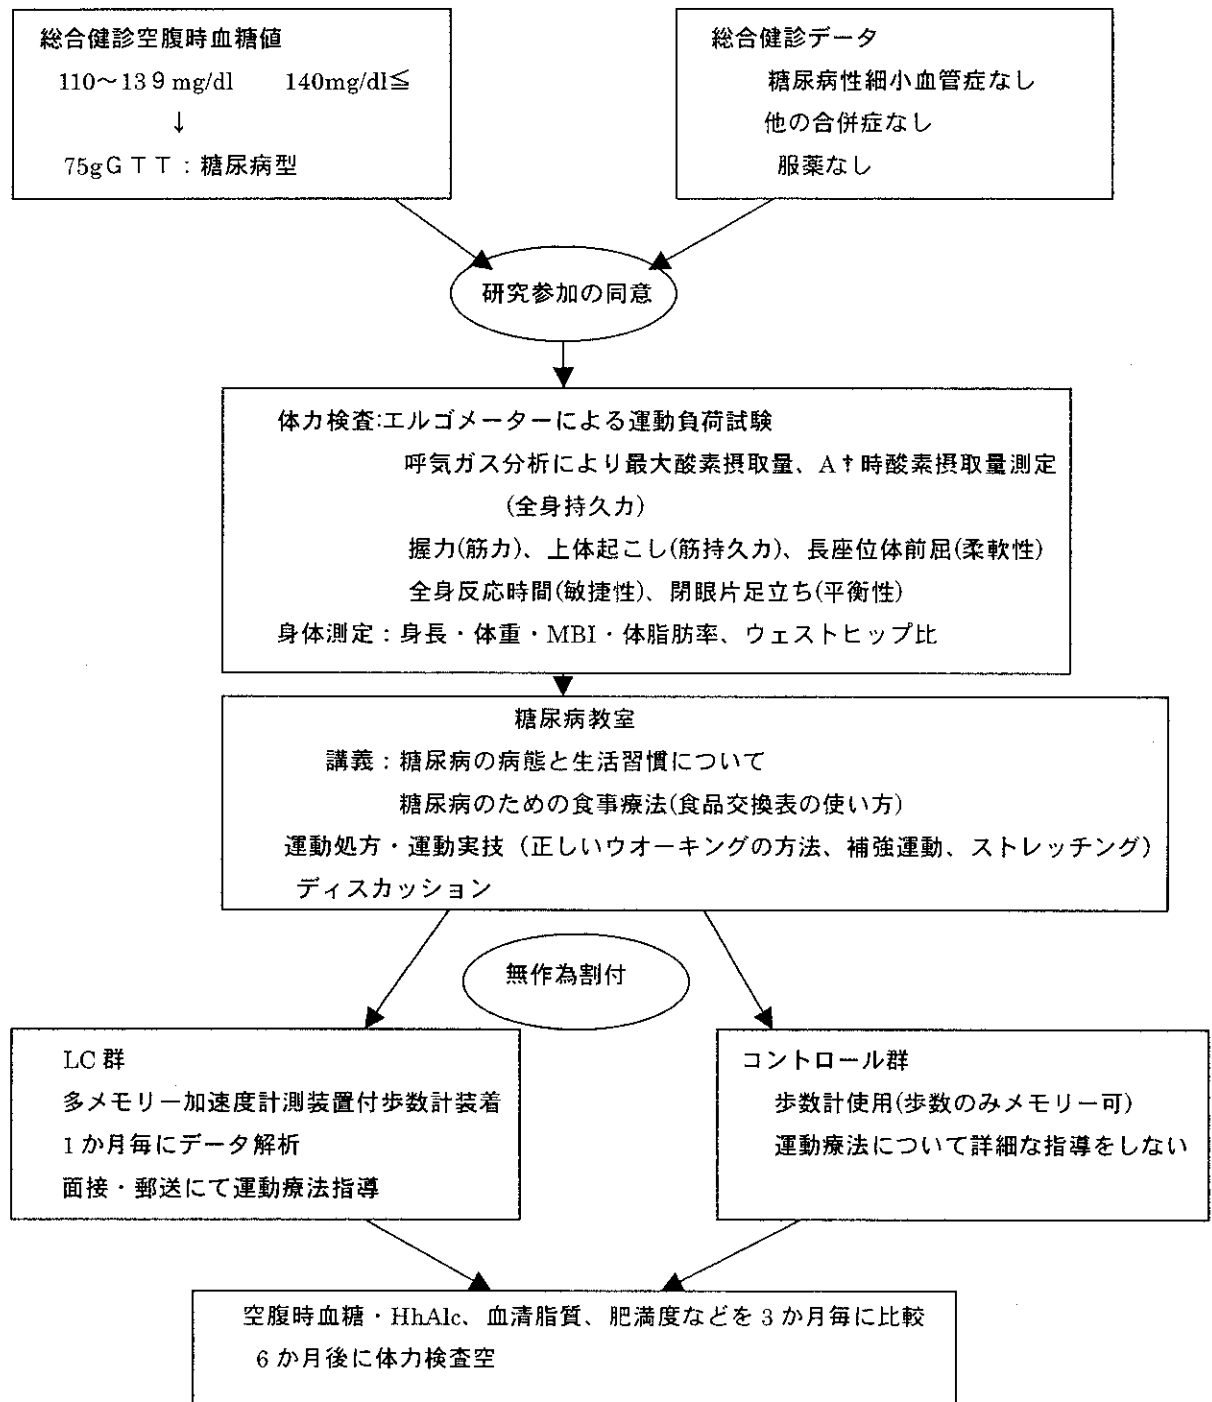 総合健診空腹時血糖値
110～139mg/dl 140mg/dl≦
↓
75gGTT：糖尿病型
総合健診データ
糖尿病性細小血管症なし
他の合併症なし
服薬なし
研究参加の同意
体力検査:エルゴメーターによる運動負荷試験
呼気ガス分析により最大酸素摂取量、A†時酸素摂取量測定
(全身持久力)
握力(筋力)、上体起こし(筋持久力)、長座位体前屈(柔軟性)
全身反応時間(敏捷性)、閉眼片足立ち(平衡性)
身体測定：身長・体重・MBI・体脂肪率、ウェストヒップ比
糖尿病教室
講義：糖尿病の病態と生活習慣について
糖尿病のための食事療法(食品交換表の使い方)
運動処方・運動実技（正しいウオーキングの方法、補強運動、ストレッチング）
ディスカッション
無作為割付
LC群
多メモリー加速度計測装置付歩数計装着
1か月毎にデータ解析
面接・郵送にて運動療法指導
コントロール群
歩数計使用(歩数のみメモリー可)
運動療法について詳細な指導をしない
空腹時血糖・HhAlc、血清脂質、肥満度などを3か月毎に比較
6か月後に体力検査空